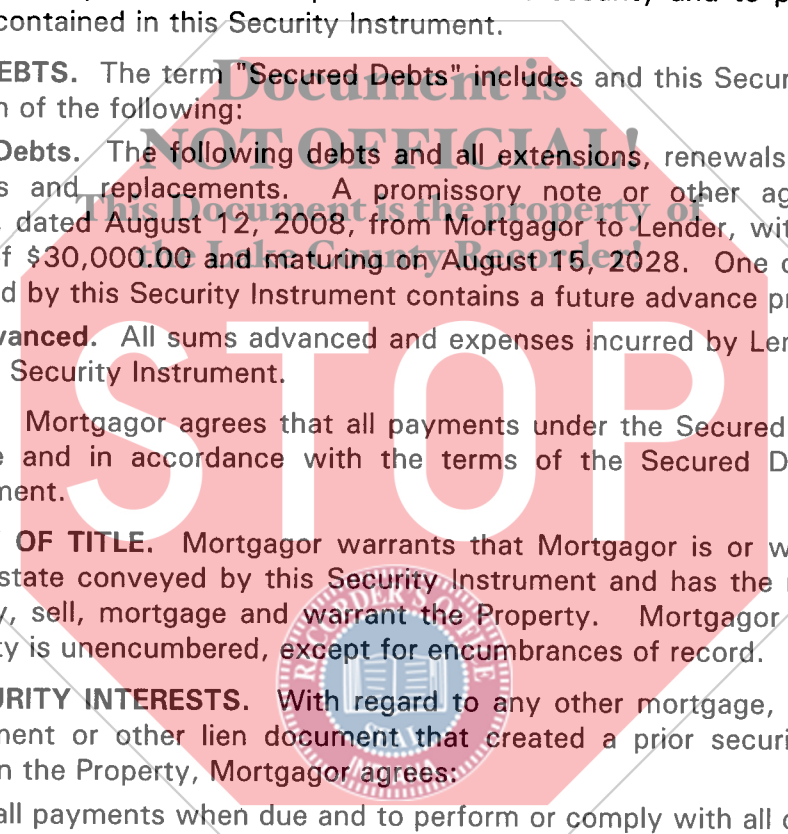 contained in this Security Instrument.
EBTS. The term "Secured Debts" includes and this Secur
n of the following:
Debts. The following debts and all extensions, renewals
s and replacements. A promissory note or other ag
dated August 12, 2008, from Mortgagor to Lender, wit
f $30,000.00 and maturing on August 15, 2028. One o
d by this Security Instrument contains a future advance pr
vanced. All sums advanced and expenses incurred by Len
Security Instrument.
Mortgagor agrees that all payments under the Secured
e and in accordance with the terms of the Secured D
ment.
OF TITLE. Mortgagor warrants that Mortgagor is or w
state conveyed by this Security Instrument and has the
y, sell, mortgage and warrant the Property. Mortgagor
ty is unencumbered, except for encumbrances of record.
URITY INTERESTS. With regard to any other mortgage,
ment or other lien document that created a prior securi
n the Property, Mortgagor agrees:
all payments when due and to perform or comply with all
Document is
NOT OFFICIAL!
This Document is the property of
the Lake County Recorder!
STOP
RECORDER'S OFFICE
SEAL
INDIANA